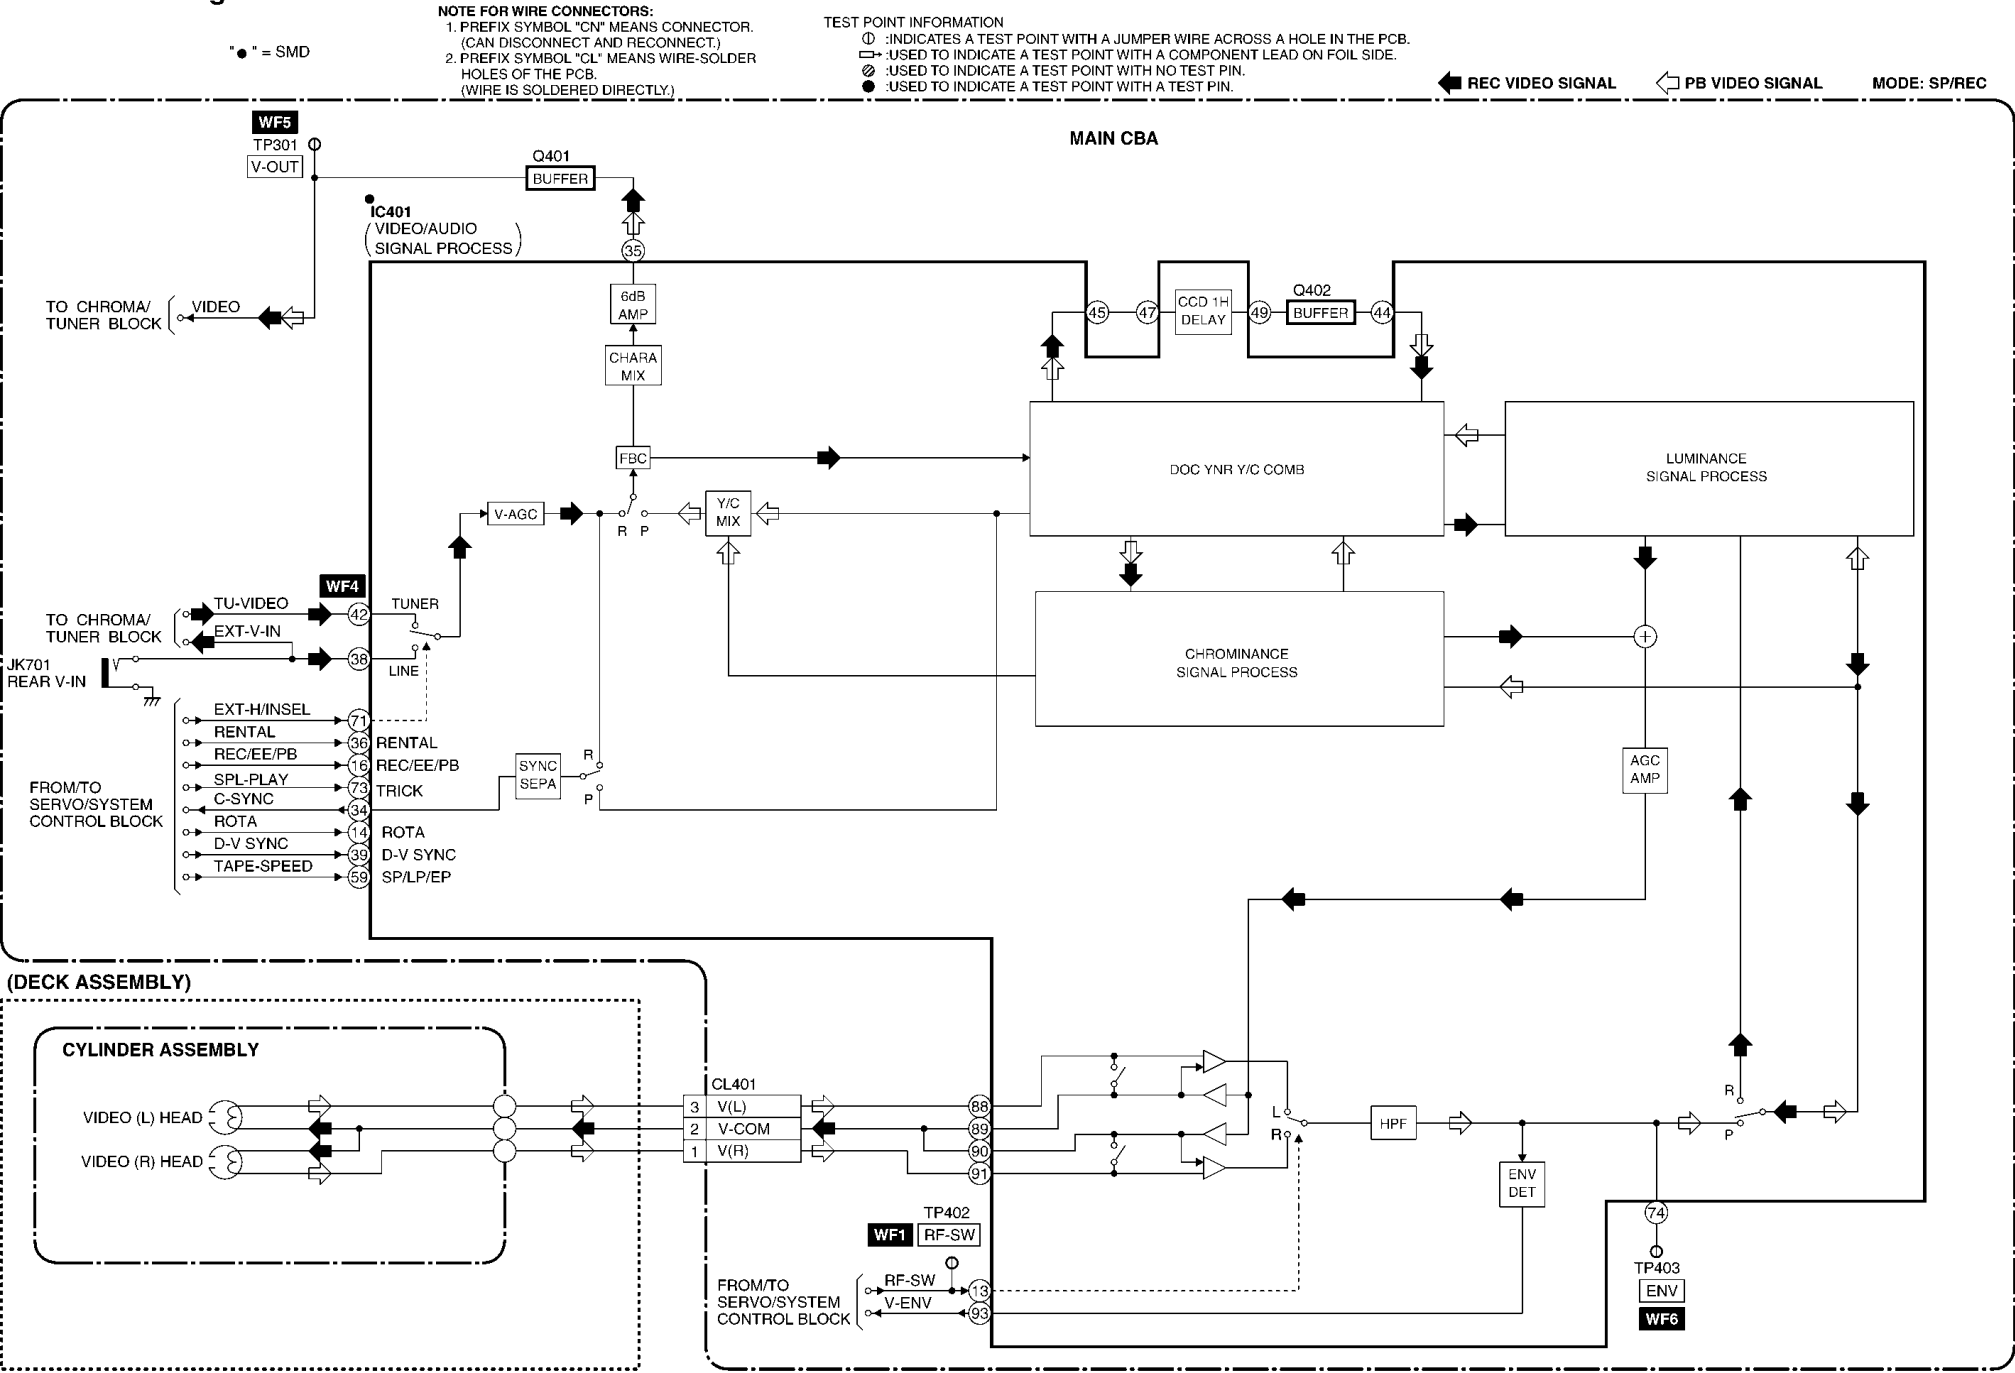 NOTE FOR WIRE CONNECTORS:
1. PREFIX SYMBOL "CN" MEANS CONNECTOR.
(CAN DISCONNECT AND RECONNECT.)
2. PREFIX SYMBOL "CL" MEANS WIRE-SOLDER
HOLES OF THE PCB.
(WIRE IS SOLDERED DIRECTLY.)
"●" = SMD
TEST POINT INFORMATION
:INDICATES A TEST POINT WITH A JUMPER WIRE ACROSS A HOLE IN THE PCB.
:USED TO INDICATE A TEST POINT WITH A COMPONENT LEAD ON FOIL SIDE.
:USED TO INDICATE A TEST POINT WITH NO TEST PIN.
:USED TO INDICATE A TEST POINT WITH A TEST PIN.
REC VIDEO SIGNAL
PB VIDEO SIGNAL
MODE: SP/REC
MAIN CBA
WF5
TP301
V-OUT
Q401
BUFFER
IC401
(VIDEO/AUDIO
SIGNAL PROCESS)
35
6dB
AMP
CHARA
MIX
FBC
TO CHROMA/
TUNER BLOCK
VIDEO
45
47
CCD 1H
DELAY
49
Q402
BUFFER
44
DOC YNR Y/C COMB
LUMINANCE
SIGNAL PROCESS
V-AGC
R P
Y/C
MIX
WF4
TO CHROMA/
TUNER BLOCK
TU-VIDEO
42
TUNER
EXT-V-IN
38
LINE
JK701
REAR V-IN
V
CHROMINANCE
SIGNAL PROCESS
+
AGC
AMP
FROM/TO
SERVO/SYSTEM
CONTROL BLOCK
EXT-H/INSEL
71
RENTAL
36
RENTAL
REC/EE/PB
16
REC/EE/PB
SPL-PLAY
73
TRICK
C-SYNC
34
ROTA
14
ROTA
D-V SYNC
39
D-V SYNC
TAPE-SPEED
59
SP/LP/EP
SYNC
SEPA
R
P
(DECK ASSEMBLY)
CYLINDER ASSEMBLY
VIDEO (L) HEAD
VIDEO (R) HEAD
CL401
3 V(L)
2 V-COM
1 V(R)
88
89
90
91
L
R
HPF
ENV
DET
R
P
74
TP403
ENV
WF6
TP402
WF1
RF-SW
FROM/TO
SERVO/SYSTEM
CONTROL BLOCK
RF-SW
13
V-ENV
93